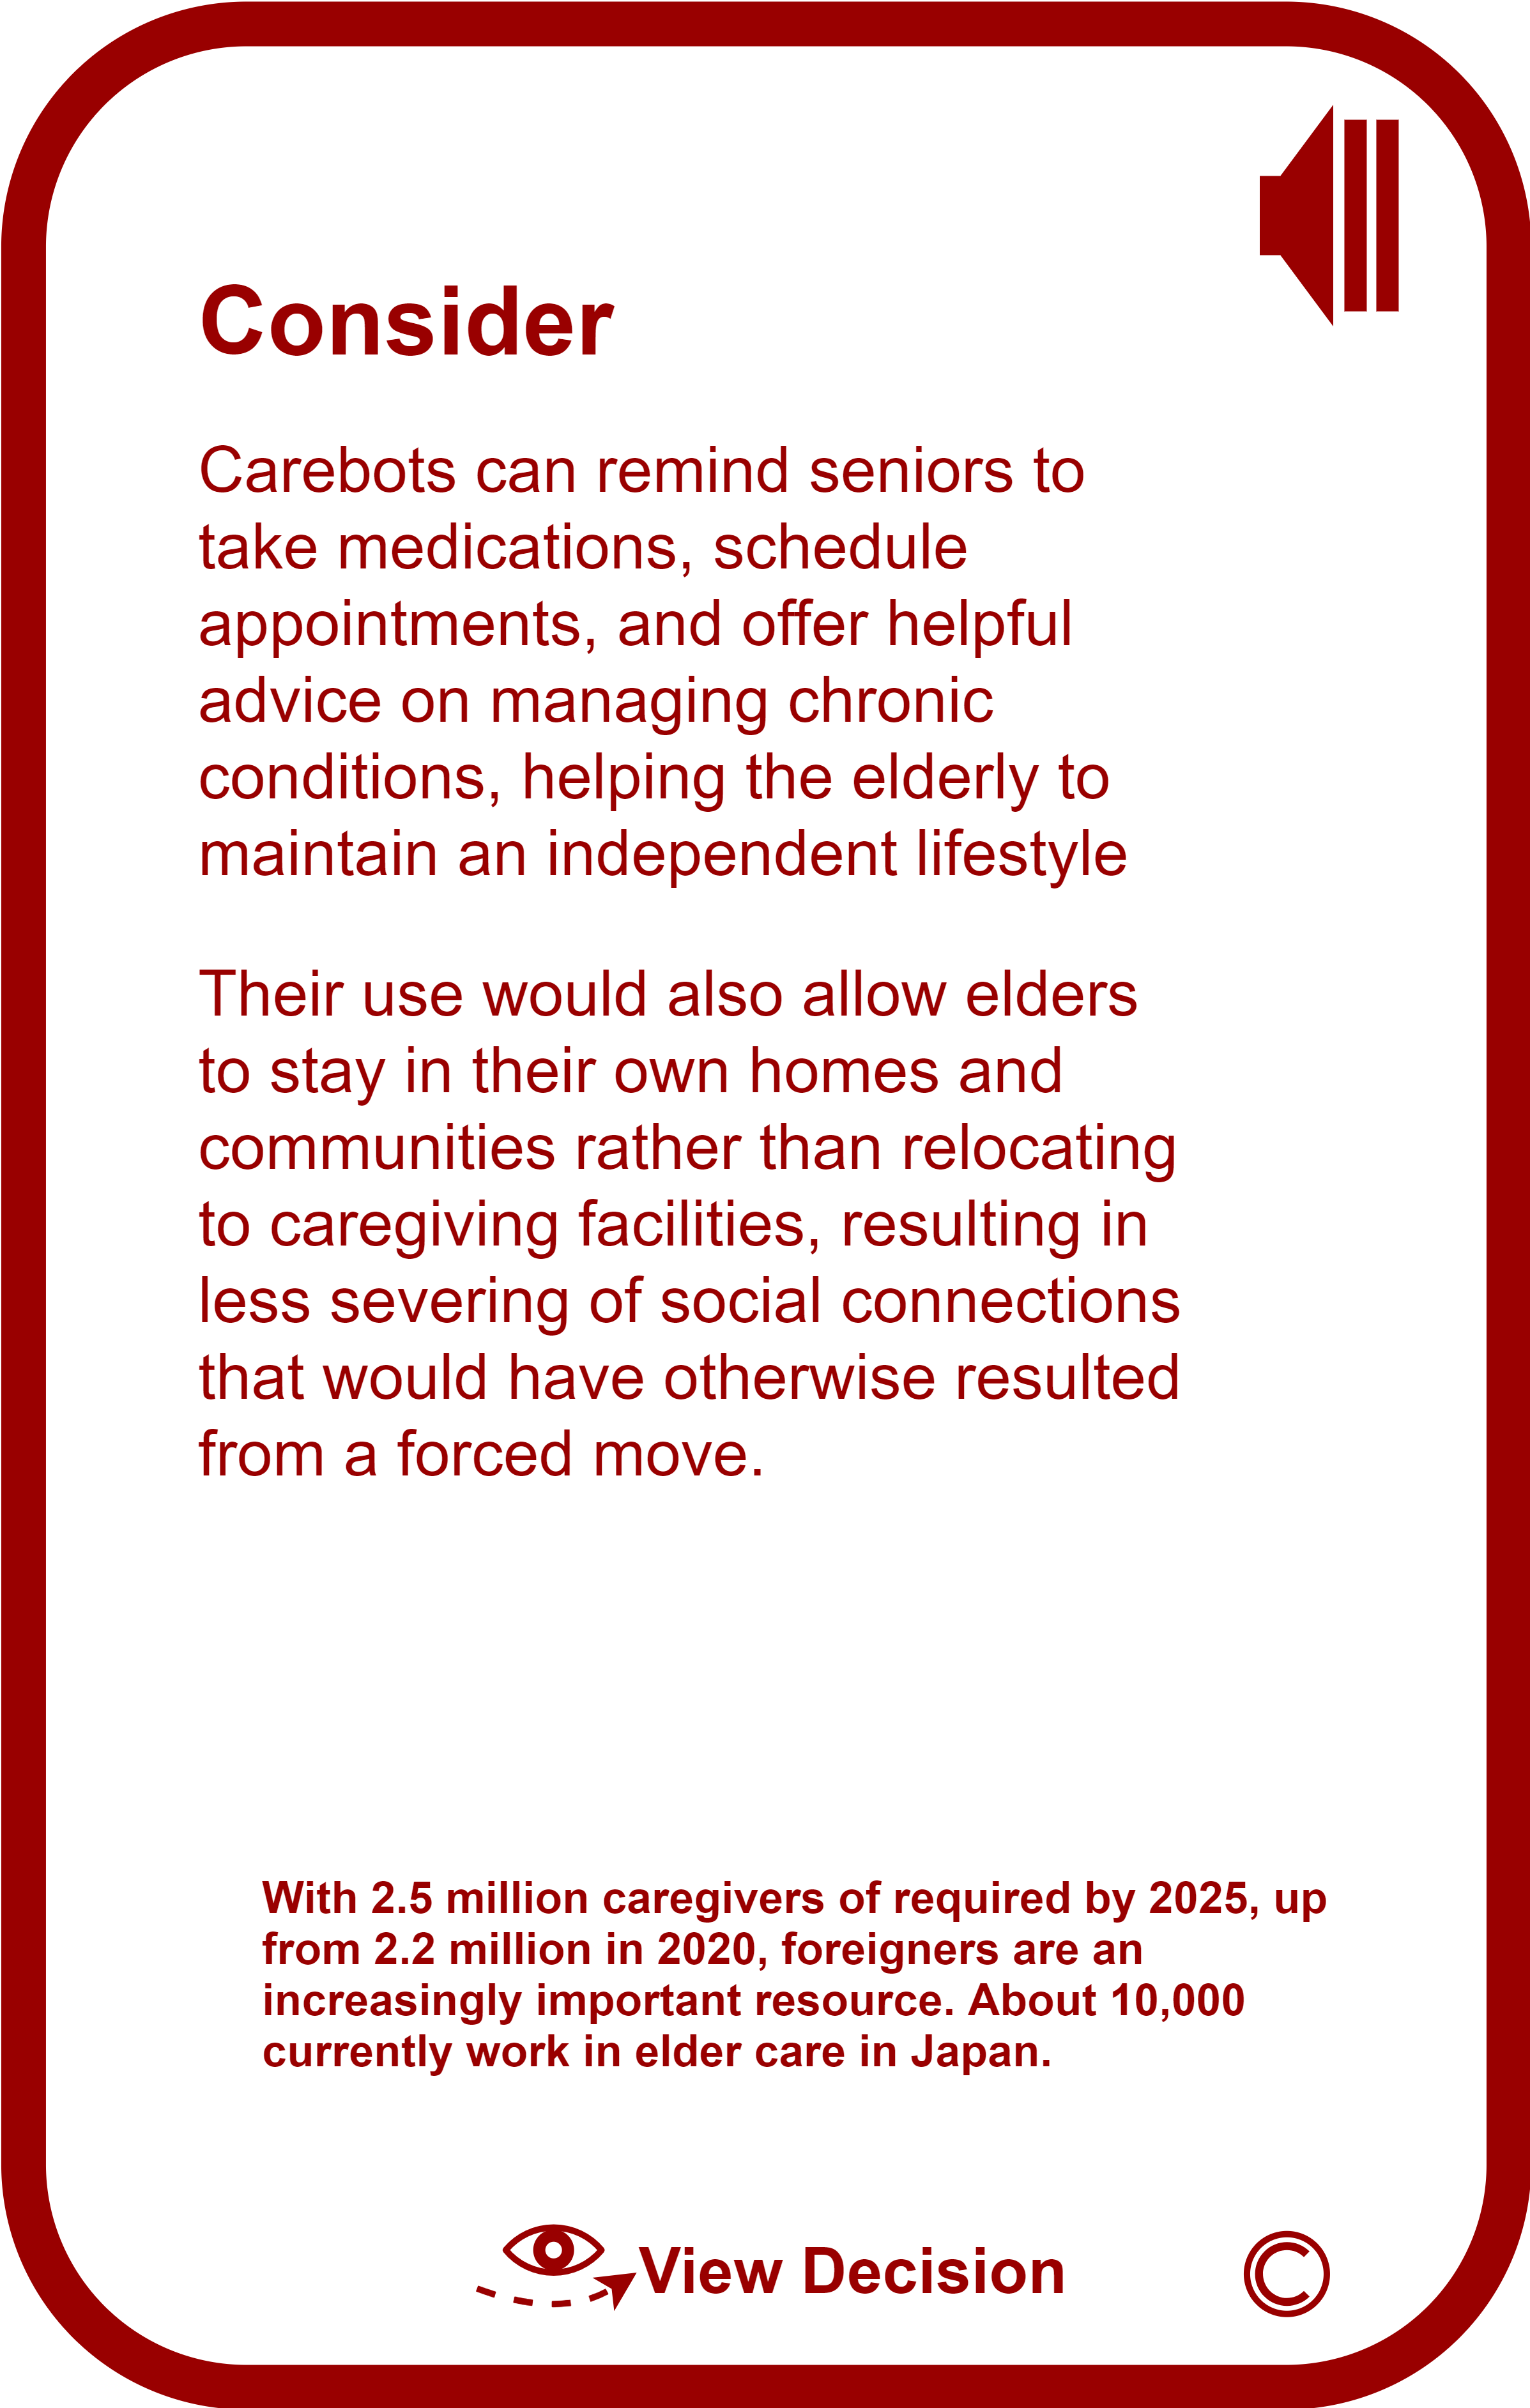 Consider
Carebots can remind seniors to
take medications, schedule
appointments, and offer helpful
advice on managing chronic
conditions, helping the elderly to
maintain an independent lifestyle
Their use would also allow elders
to stay in their own homes and
communities rather than relocating
to caregiving facilities, resulting in
less severing of social connections
that would have otherwise resulted
from a forced move.
With 2.5 million caregivers of required by 2025, up
from 2.2 million in 2020, foreigners are an
increasingly important resource. About 10,000
currently work in elder care in Japan.
View Decision
©